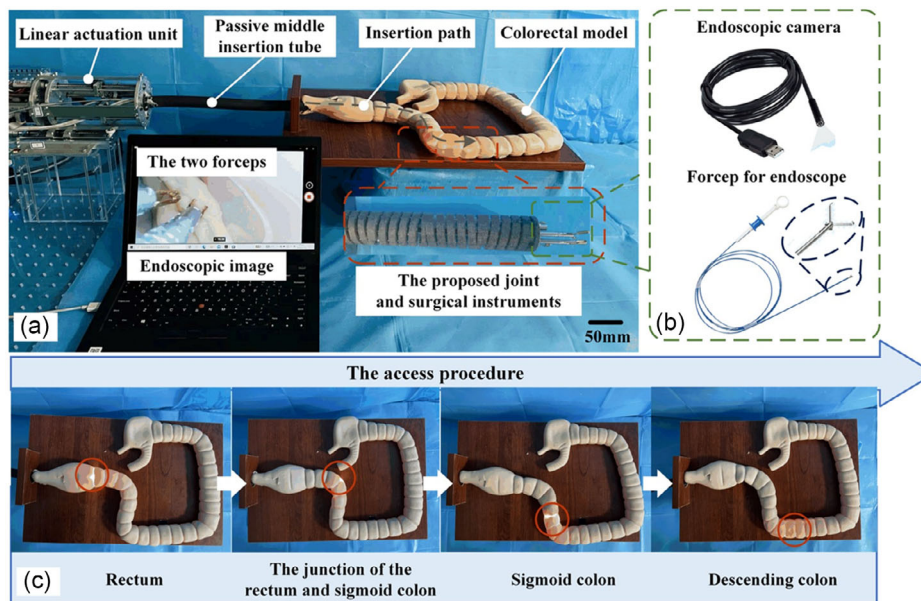 Linear actuation unit
Passive middle
insertion tube
Insertion path
Colorectal model
The two forceps
Endoscopic image
The proposed joint
and surgical instruments
50mm
(a)
Endoscopic camera
Forcep for endoscope
(b)
The access procedure
(c)
Rectum
The junction of the
rectum and sigmoid colon
Sigmoid colon
Descending colon